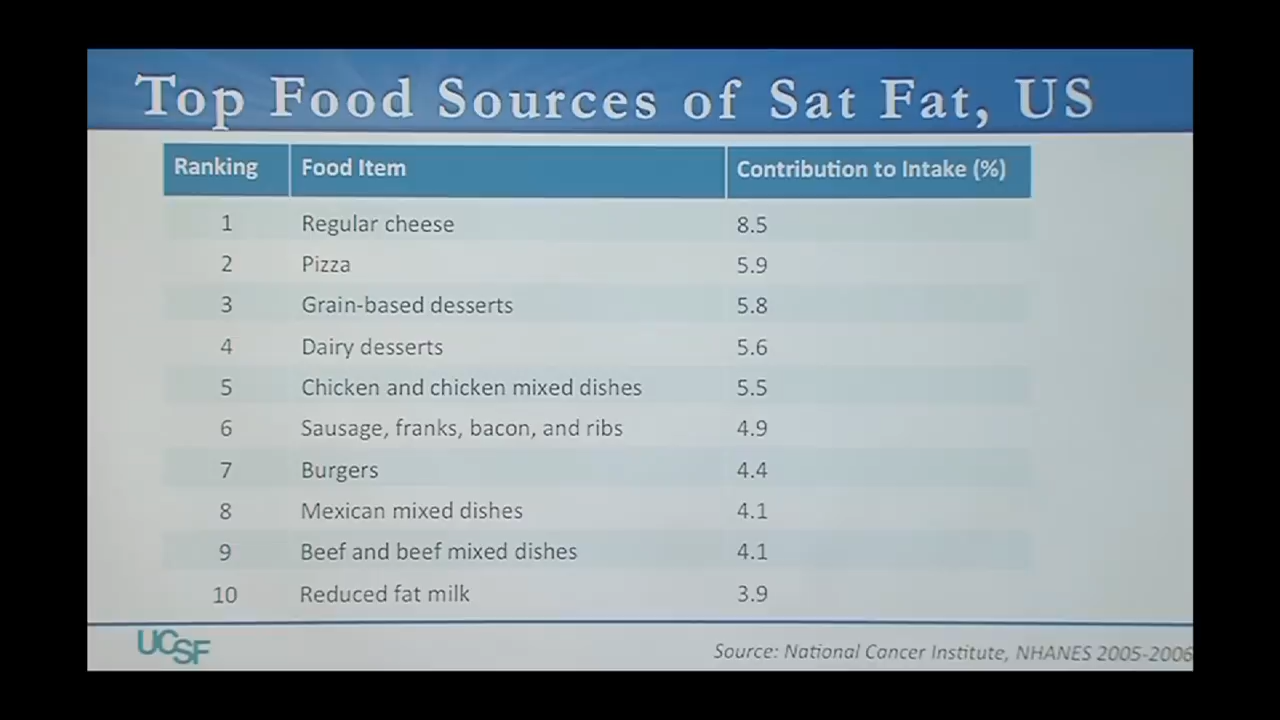 Top Food Sources of Sat Fat, US
Ranking Food Item Contribution to Intake (%)
1 Regular cheese 8.5
2 Pizza 5.9
3 Grain-based desserts 5.8
4 Dairy desserts 5.6
5 Chicken and chicken mixed dishes 5.5
6 Sausage, franks, bacon, and ribs 4.9
7 Burgers 4.4
8 Mexican mixed dishes 4.1
9 Beef and beef mixed dishes 4.1
10 Reduced fat milk 3.9
UCSF
Source: National Cancer Institute, NHANES 2005-2006